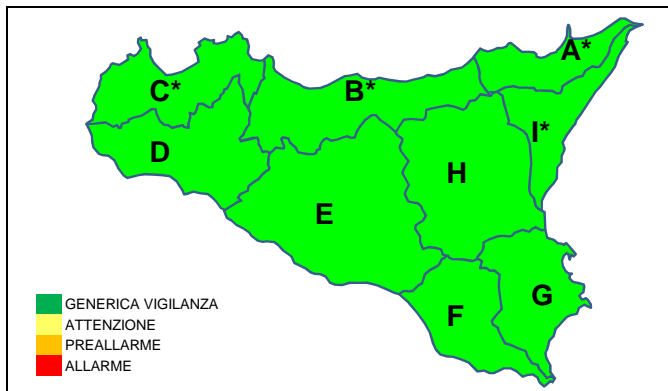 A*
C*
B*
I*
D
H
E
G
F
GENERICA VIGILANZA
ATTENZIONE
PREALLARME
ALLARME